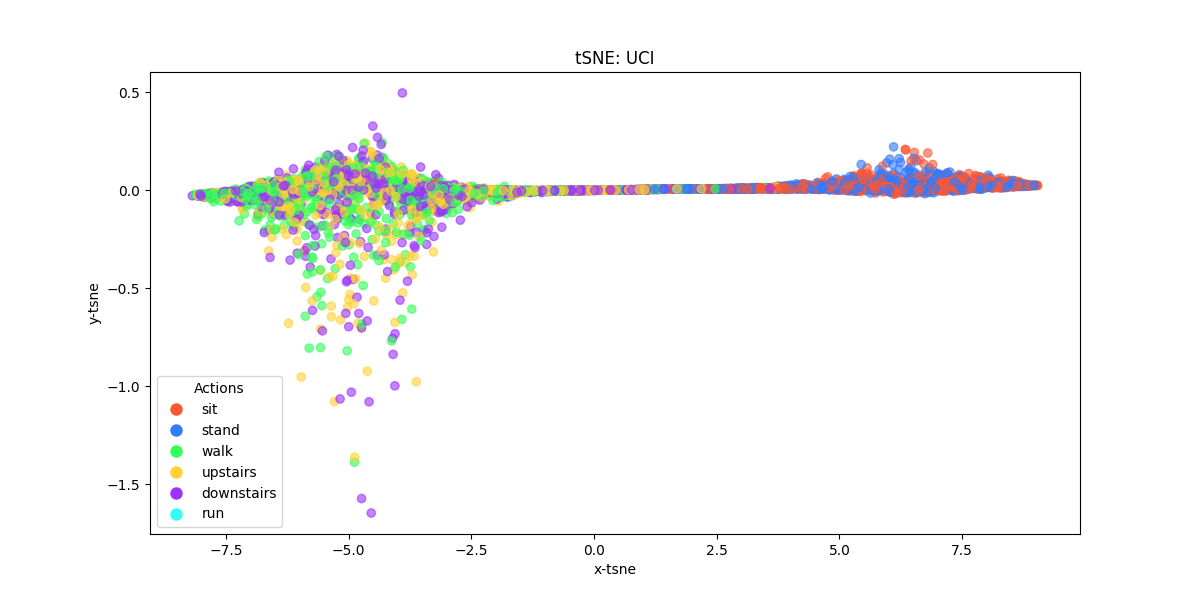 tSNE: UCI
0.5
0.0
−0.5
−1.0
−1.5
y-tsne
Actions
sit
stand
walk
upstairs
downstairs
run
−7.5 −5.0 −2.5 0.0 2.5 5.0 7.5
x-tsne